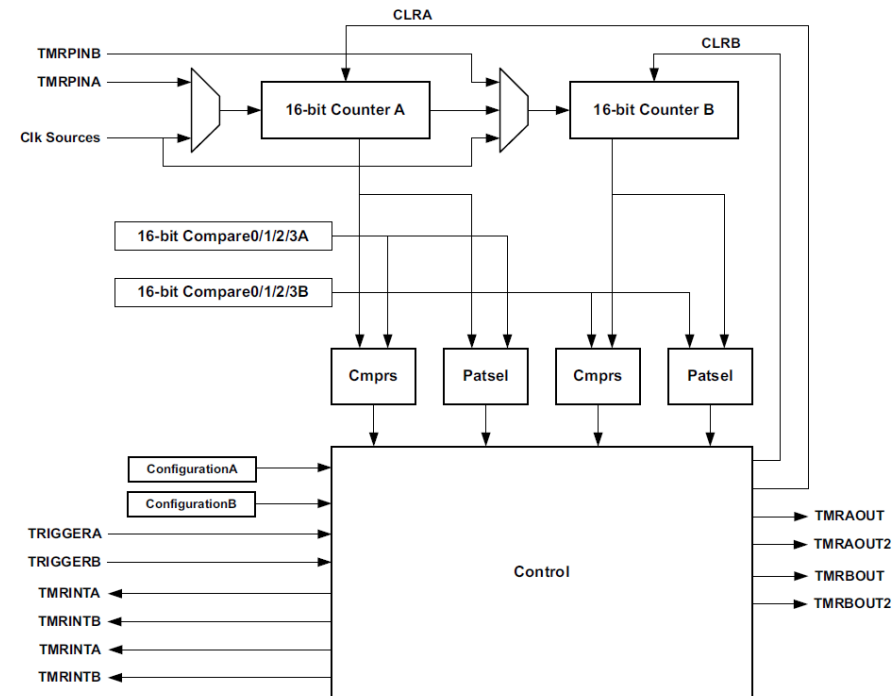 CLRA
CLRB
TMRPINB
TMRPINA
16-bit Counter A
16-bit Counter B
Clk Sources
16-bit Compare0/1/2/3A
16-bit Compare0/1/2/3B
Cmprs
Patsel
Cmprs
Patsel
ConfigurationA
ConfigurationB
TRIGGERA
TRIGGERB
TMRINTA
TMRINTB
TMRINTA
TMRINTB
Control
TMRAOUT
TMRAOUT2
TMRBOUT
TMRBOUT2